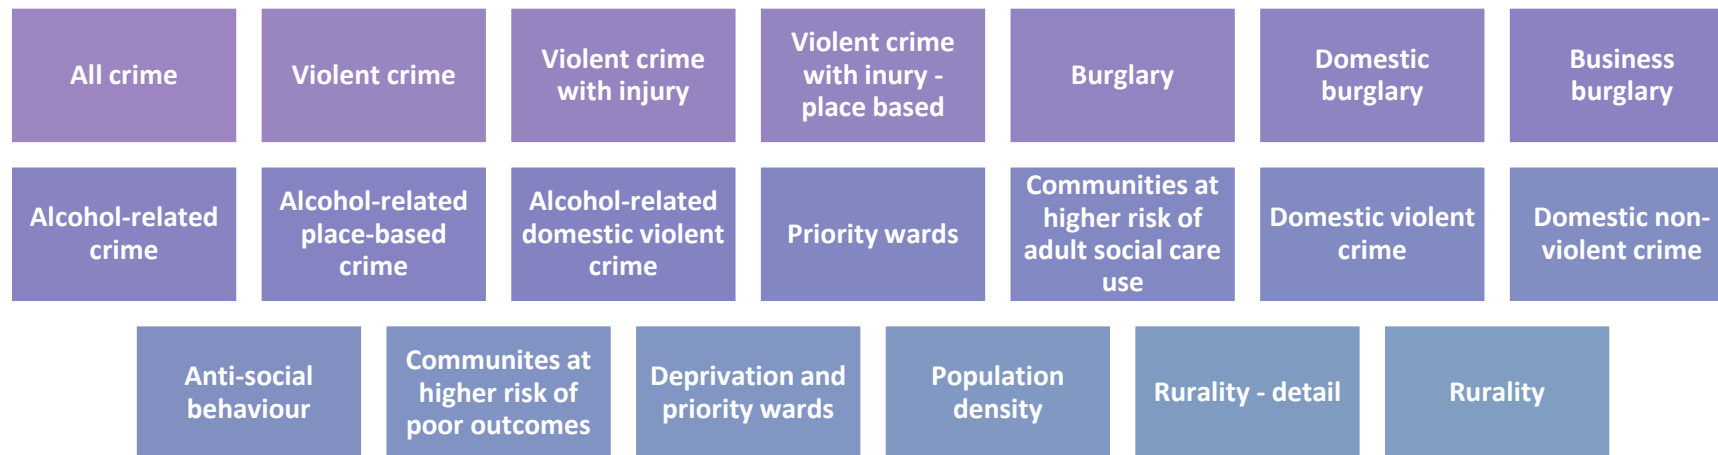 All crime
Violent crime
Violent crime
with injury
Violent crime
with inury -
place based
Burglary
Domestic
burglary
Business
burglary
Alcohol-related
crime
Alcohol-related
place-based
crime
Alcohol-related
domestic violent
crime
Priority wards
Communities at
higher risk of
adult social care
use
Domestic violent
crime
Domestic non-
violent crime
Anti-social
behaviour
Communites at
higher risk of
poor outcomes
Deprivation and
priority wards
Population
density
Rurality - detail
Rurality